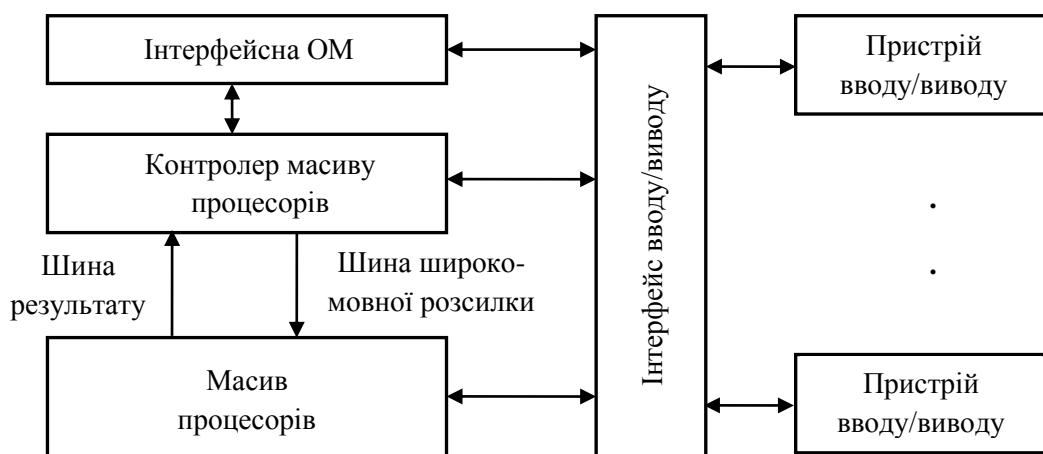 Інтерфейсна ОМ
Контролер масиву
процесорів
Шина
результату
Шина широко-
мовної розсилки
Масив
процесорів
Інтерфейс вводу/виводу
Пристрій
вводу/виводу
.
.
Пристрій
вводу/виводу